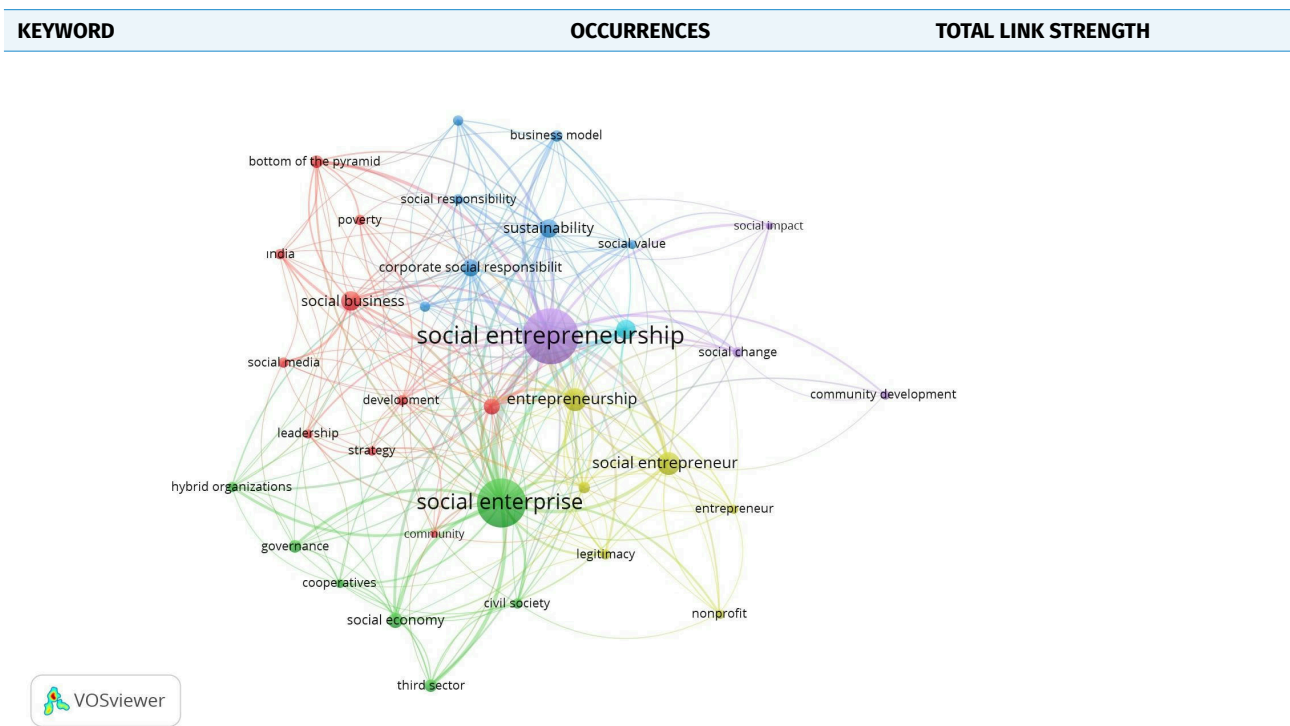 KEYWORD OCCURRENCES TOTAL LINK STRENGTH
business model
bottom of the pyramid
social responsibility
poverty
sustainability
social impact
social value
india
corporate social responsibilit
social business
social entrepreneurship
social change
social media
community development
development
entrepreneurship
leadership
strategy
social entrepreneur
hybrid organizations
social enterprise
entrepreneur
community
governance
legitimacy
cooperatives
civil society
nonprofit
social economy
third sector
VOSviewer